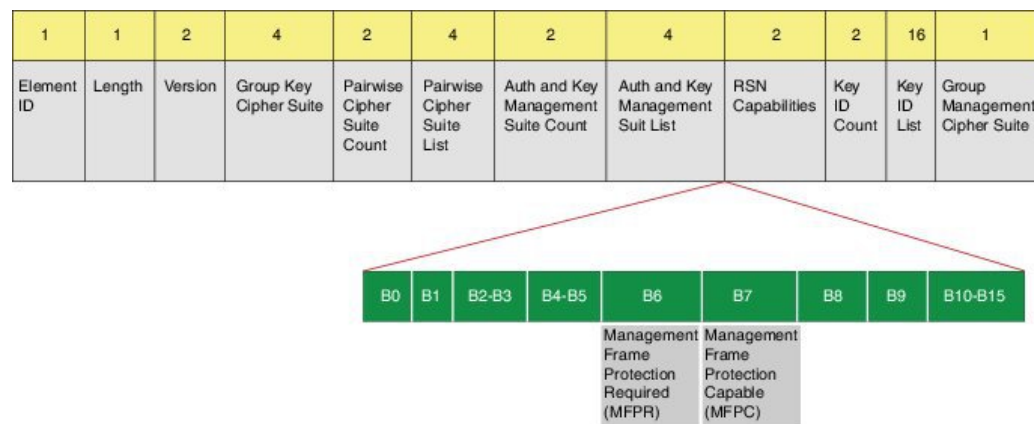 1 1 2 4 2 4 2 4 2 2 16 1
Element
ID
Length
Version
Group Key
Cipher Suite
Pairwise
Cipher
Suite
Count
Pairwise
Cipher
Suite
List
Auth and Key
Management
Suite Count
Auth and Key
Management
Suit List
RSN
Capabilities
Key
ID
Count
Key
ID
List
Group
Management
Cipher Suite
B0 B1 B2-B3 B4-B5 B6 B7 B8 B9 B10-B15
Management
Frame
Protection
Required
(MFPR)
Management
Frame
Protection
Capable
(MFPC)